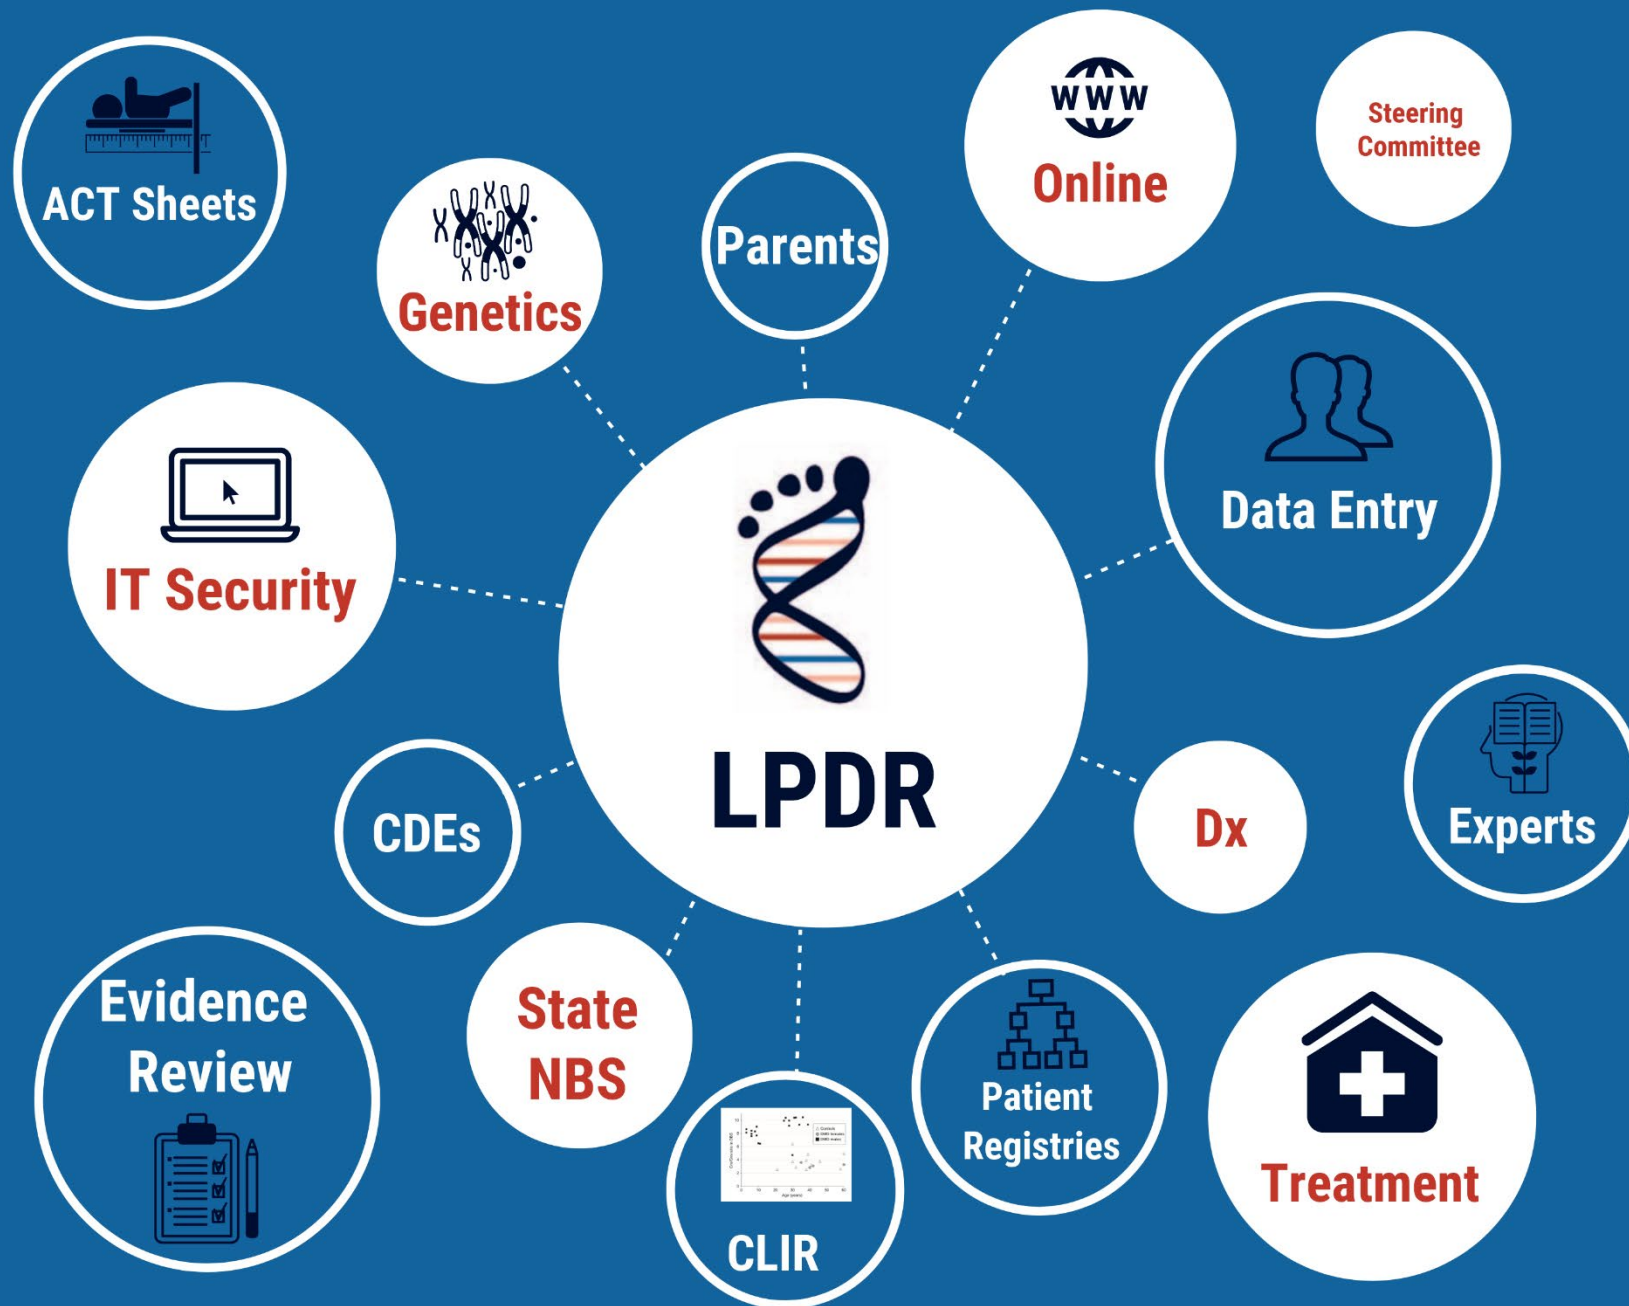 ACT Sheets
Genetics
Parents
WWW
Online
Steering
Committee
IT Security
Data Entry
LPDR
CDEs
Dx
Experts
Evidence
Review
State
NBS
CLIR
Patient
Registries
Treatment